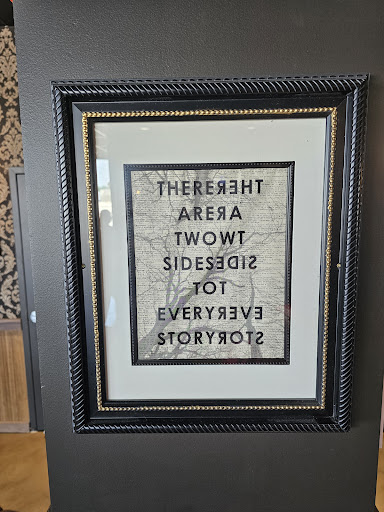 THEREREHT
ARERA
TWOWT
SIDESEDIS
TOT
EVERYREVE
STORYROTS